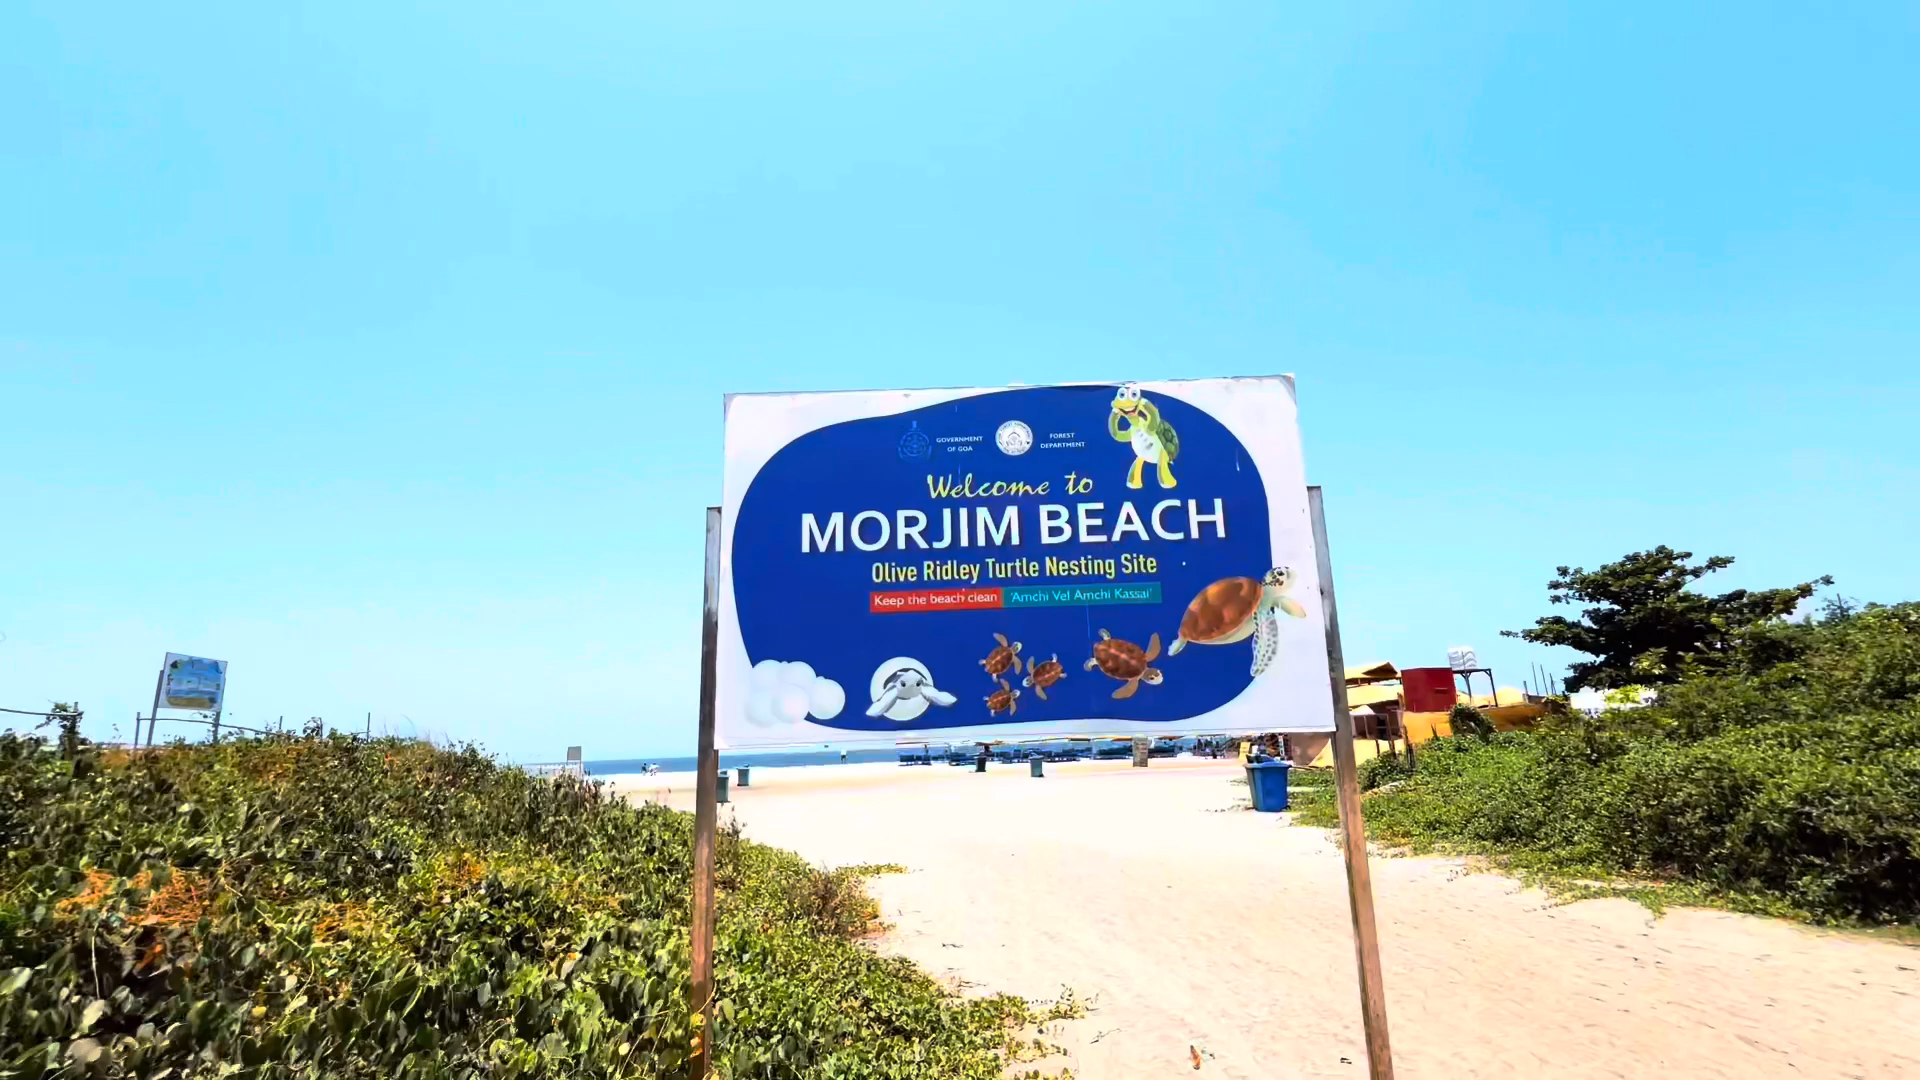 GOVERNMENT
OF GOA
FOREST
DEPARTMENT
Welcome to
MORJIM BEACH
Olive Ridley Turtle Nesting Site
Keep the beach clean 'Amchi Vel Amchi Kassai'